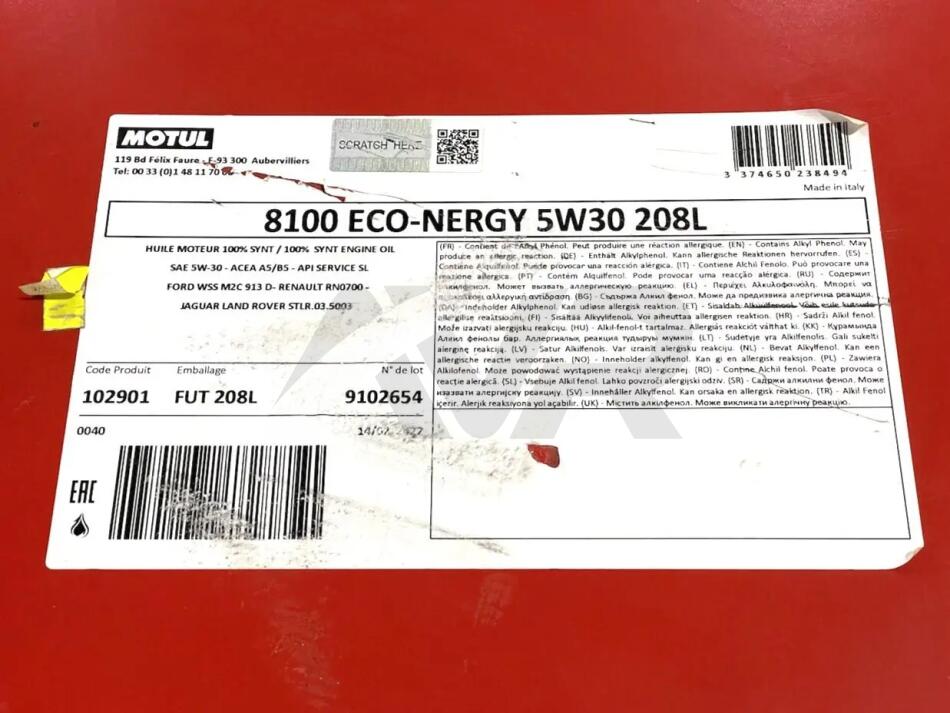 MOTUL
119 Bd Félix Faure - F-93 300 Aubervilliers
Tel: 00 33 (0)1 48 11 70
SCRATCH HERE
3 374650 238494
Made in Italy
8100 ECO-NERGY 5W30 208L
HUILE MOTEUR 100% SYNT / 100% SYNT ENGINE OIL
SAE 5W-30 - ACEA A5/B5 - API SERVICE SL
FORD WSS M2C 913 D- RENAULT RN0700 -
JAGUAR LAND ROVER STLR.03.5003
(FR) - Contient de l'Alkyl Phénol. Peut produire une réaction allergique. (EN) - Contains Alkyl Phenol. May
produce an allergic reaction. (DE) - Enthält Alkylphenol. Kann allergische Reaktionen hervorrufen. (ES) -
Contiene Alquifenol. Puede provocar una reacción alérgica. (IT) - Contiene Alchil Fenolo. Può provocare una
reazione allergica. (PT) - Contém Alquilfenol. Pode provocar uma reacção alérgica. (RU) - Содержит
алкилфенол. Может вызвать аллергическую реакцию. (EL) - Περιέχει Αλκυλοφαινόλη. Μπορεί να
προκαλέσει αλλεργική αντίδραση. (BG) - Съдържа Алкил фенол. Може да предизвика алергична реакция.
(DA) - Indeholder Alkylphenol. Kan udløse allergisk reaktion. (ET) - Sisaldab Alküülfenool. Võib esile kutsuda
allergilise reaktsiooni. (FI) - Sisältää Alkyylifenolia. Voi aiheuttaa allergisen reaktion. (HR) - Sadrži Alkil fenol.
Može izazvati alergijsku reakciju. (HU) - Alkil-fenol-t tartalmaz. Allergiás reakciót válthat ki. (KK) - Құрамында
Алкил фенолы бар. Аллергиялық реакция тудыруы мүмкін. (LT) - Sudėtyje yra Alkilfenolis. Gali sukelti
alerginę reakciją. (LV) - Satur Alkilfenols. Var izraisīt alerģisku reakciju. (NL) - Bevat Alkylfenol. Kan een
allergische reactie veroorzaken. (NO) - Inneholder alkylfenol. Kan gi en allergisk reaksjon. (PL) - Zawiera
Alkilofenol. Może powodować wystąpienie reakcji alergicznej. (RO) - Conține Alchil fenol. Poate provoca o
reacție alergică. (SL) - Vsebuje Alkil fenol. Lahko povzroči alergijski odziv. (SR) - Садржи алкилни фенол. Може
изазвати алергијску реакцију. (SV) - Innehåller Alkylfenol. Kan orsaka en allergisk reaktion. (TR) - Alkil Fenol
içerir. Alerjik reaksiyona yol açabilir. (UK) - Містить алкілфенол. Може викликати алергічну реакцію.
Code Produit Emballage N° de lot
102901 FUT 208L 9102654
0040
EAC